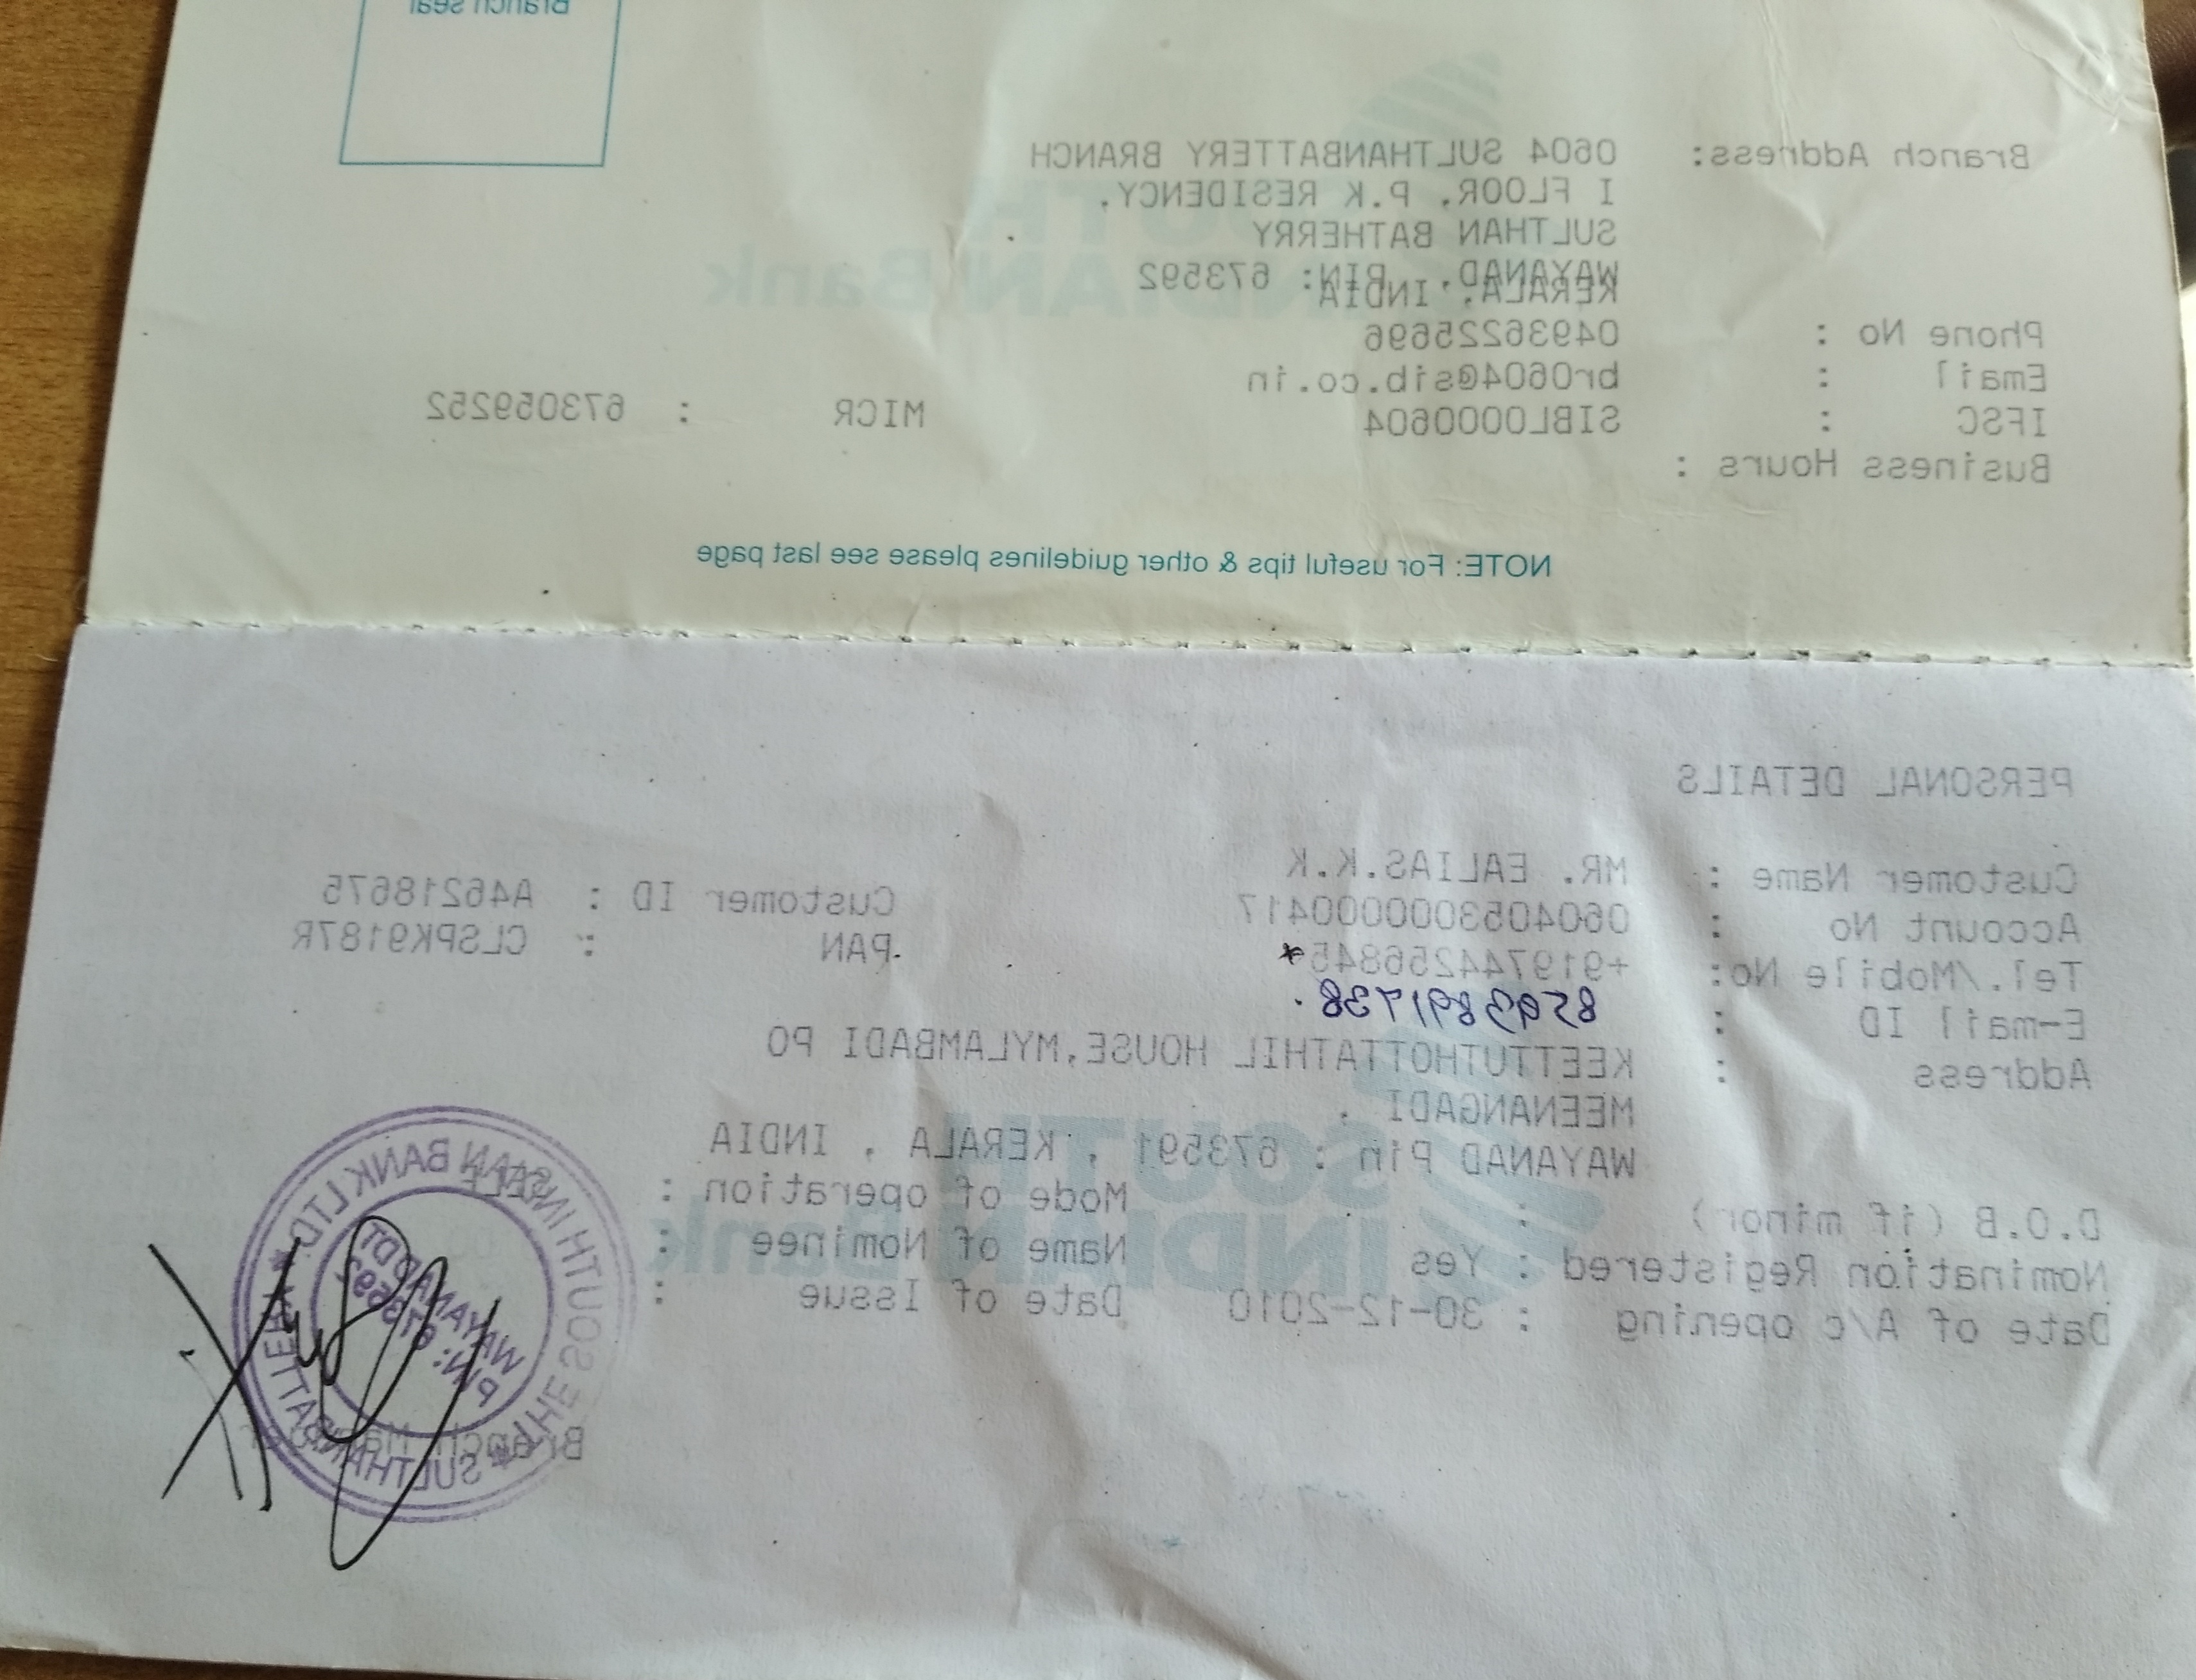 Branch seal
Branch Address: 0604 SULTHANBATTERY BRANCH
I FLOOR, P.K RESIDENCY,
SULTHAN BATHERRY
WAYANAD, PIN: 673592
KERALA, INDIA
Phone No : 04936225696
Email : br0604@sib.co.in
IFSC : SIBL0000604 MICR : 673059252
Business Hours :
SOUTH
INDIAN Bank
NOTE: For useful tips & other guidelines please see last page
PERSONAL DETAILS
Customer Name : MR. EALIAS.K.K Customer ID : A46218675
Account No : 0604053000000417 PAN : CLSPK9187R
Tel./Mobile No: +919744256845
E-mail ID : 8593891738.
Address : KEETTUTHOTTATHIL HOUSE,MYLAMBADI PO
MEENANGADI ,
WAYANAD Pin : 673591 , KERALA , INDIA
D.O.B (if minor) : Mode of operation : SELF
Nomination Registered : Yes Name of Nominee :
Date of A/c opening : 30-12-2010 Date of Issue :
SOUTH
INDIAN Bank
THE SOUTH INDIAN BANK LTD.
WAYANAD DT
PIN: 673592
Branch Manager